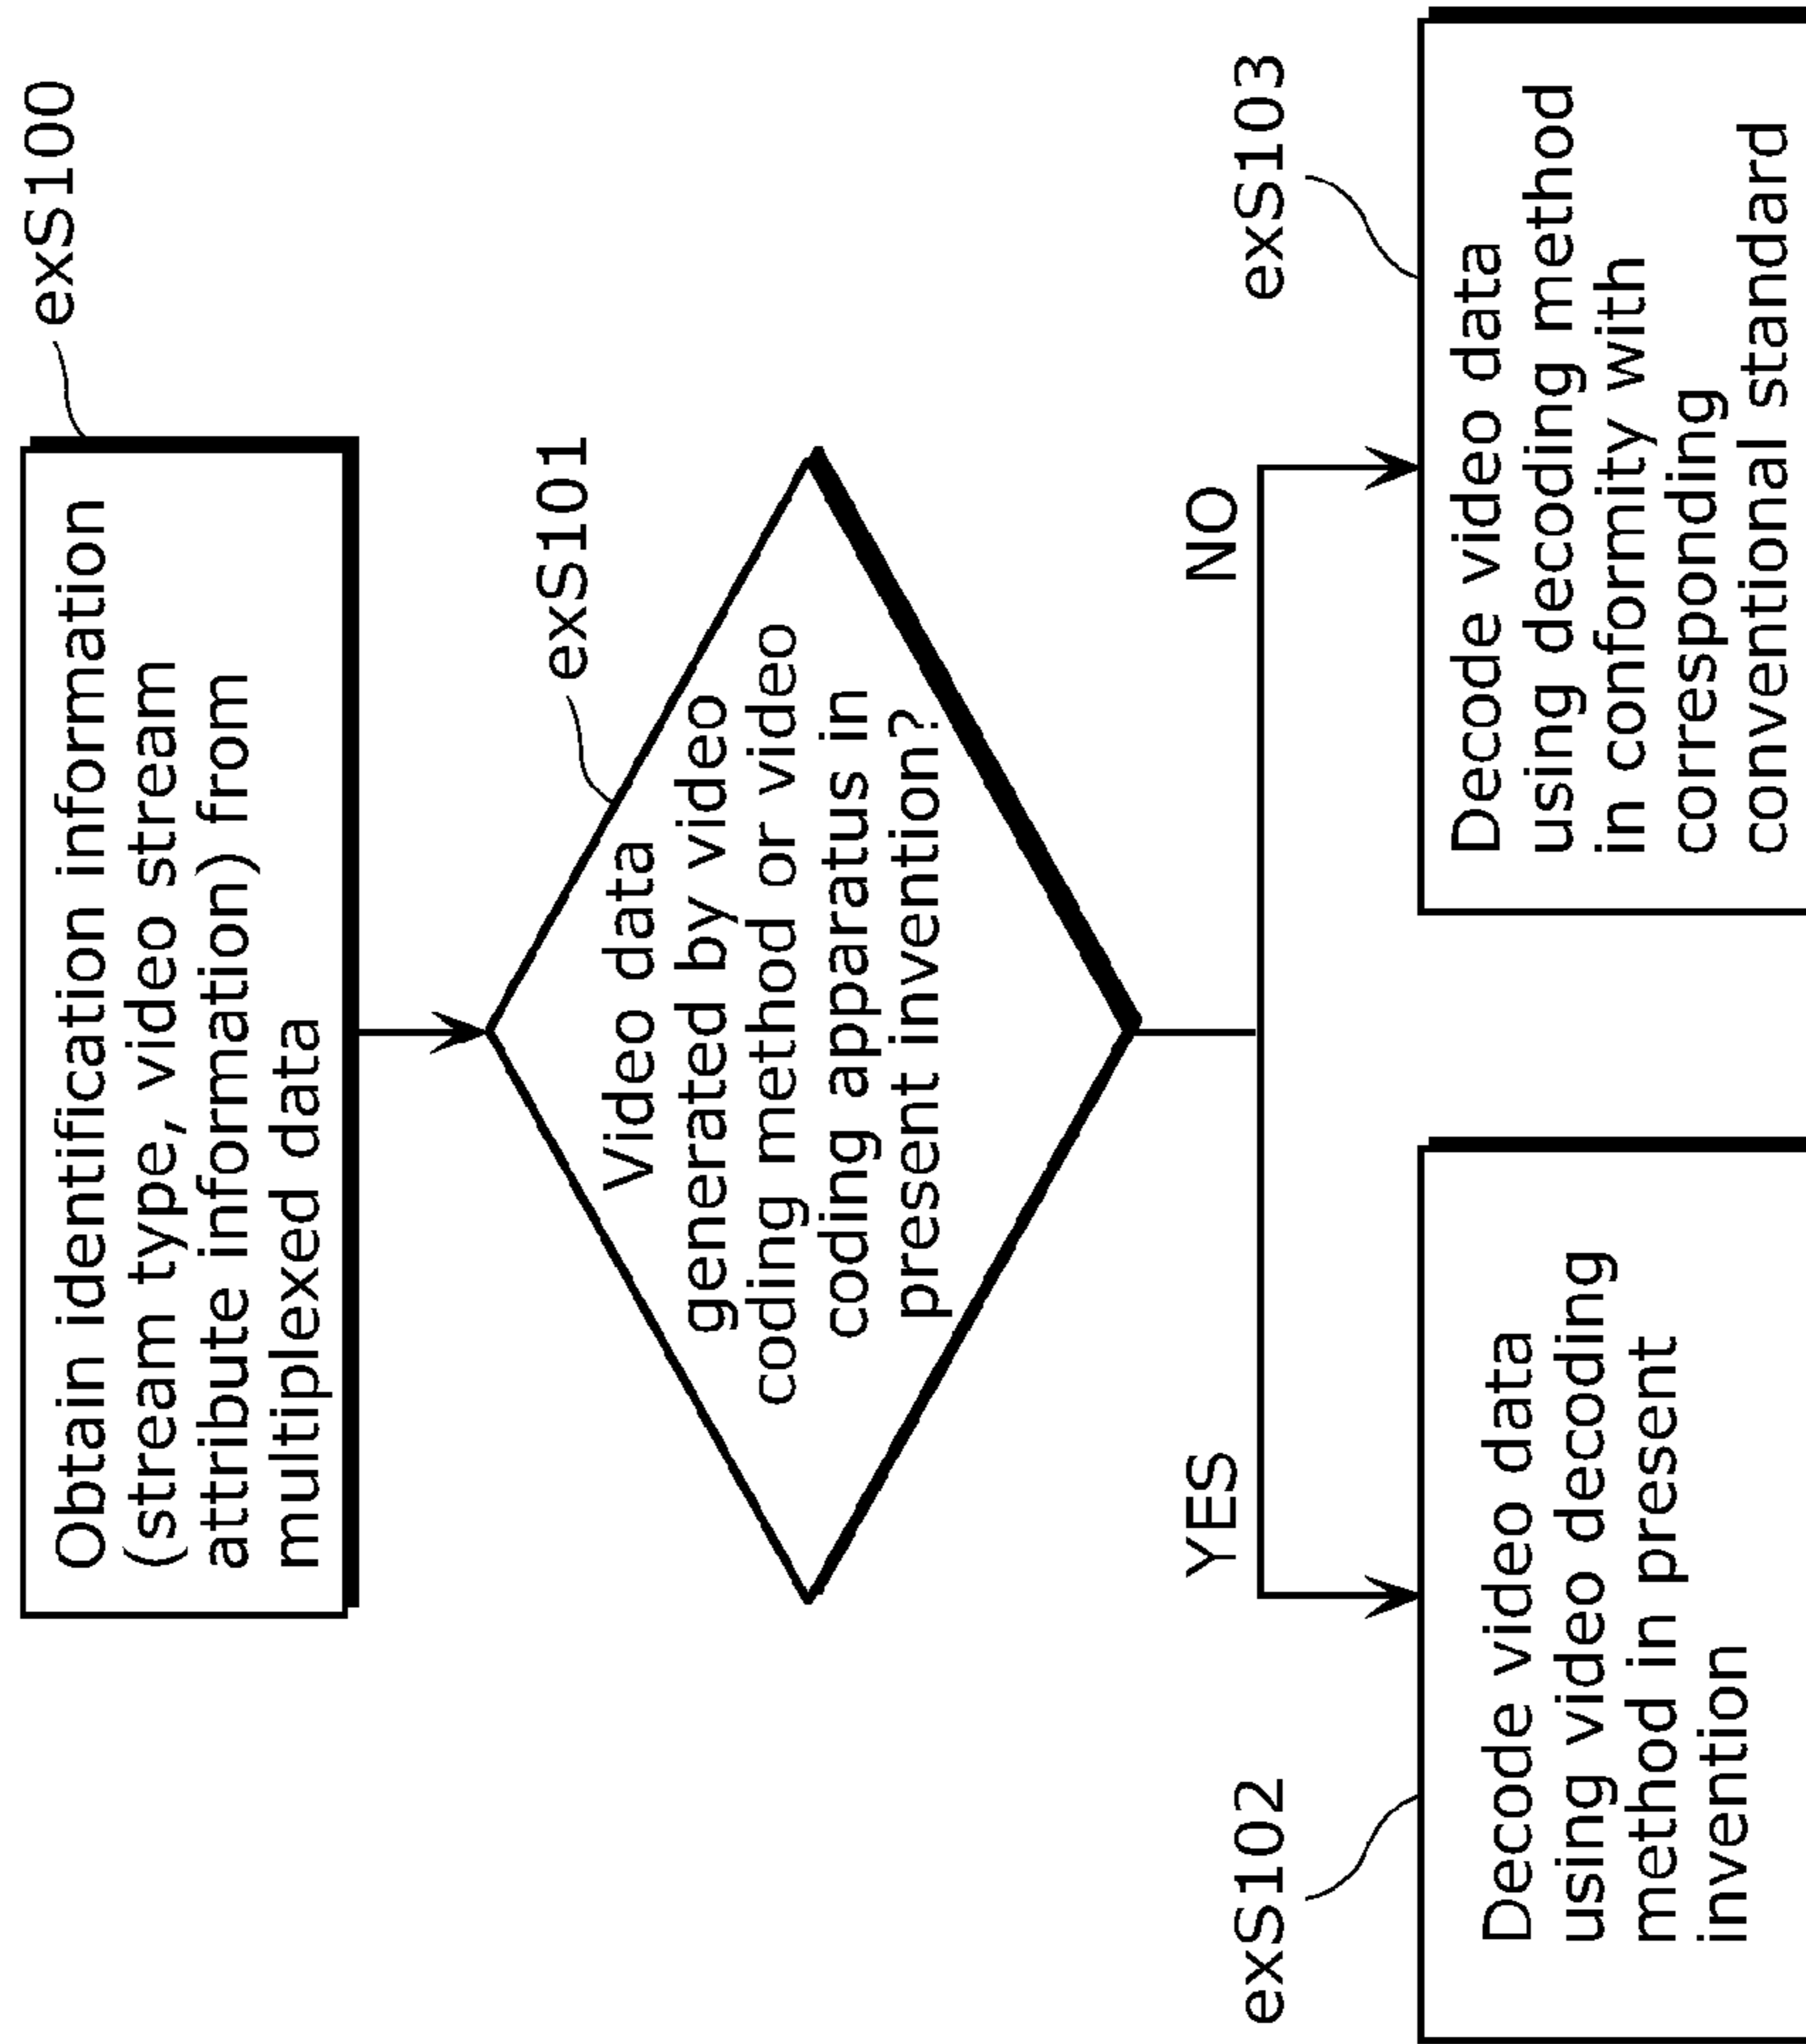 exS100
Obtain identification information
(stream type, video stream
attribute information) from
multiplexed data
exS101
Video data
generated by video
coding method or video
coding apparatus in
present invention?
YES
NO
exS102
exS103
Decode video data
using video decoding
method in present
invention
Decode video data
using decoding method
in conformity with
corresponding
conventional standard